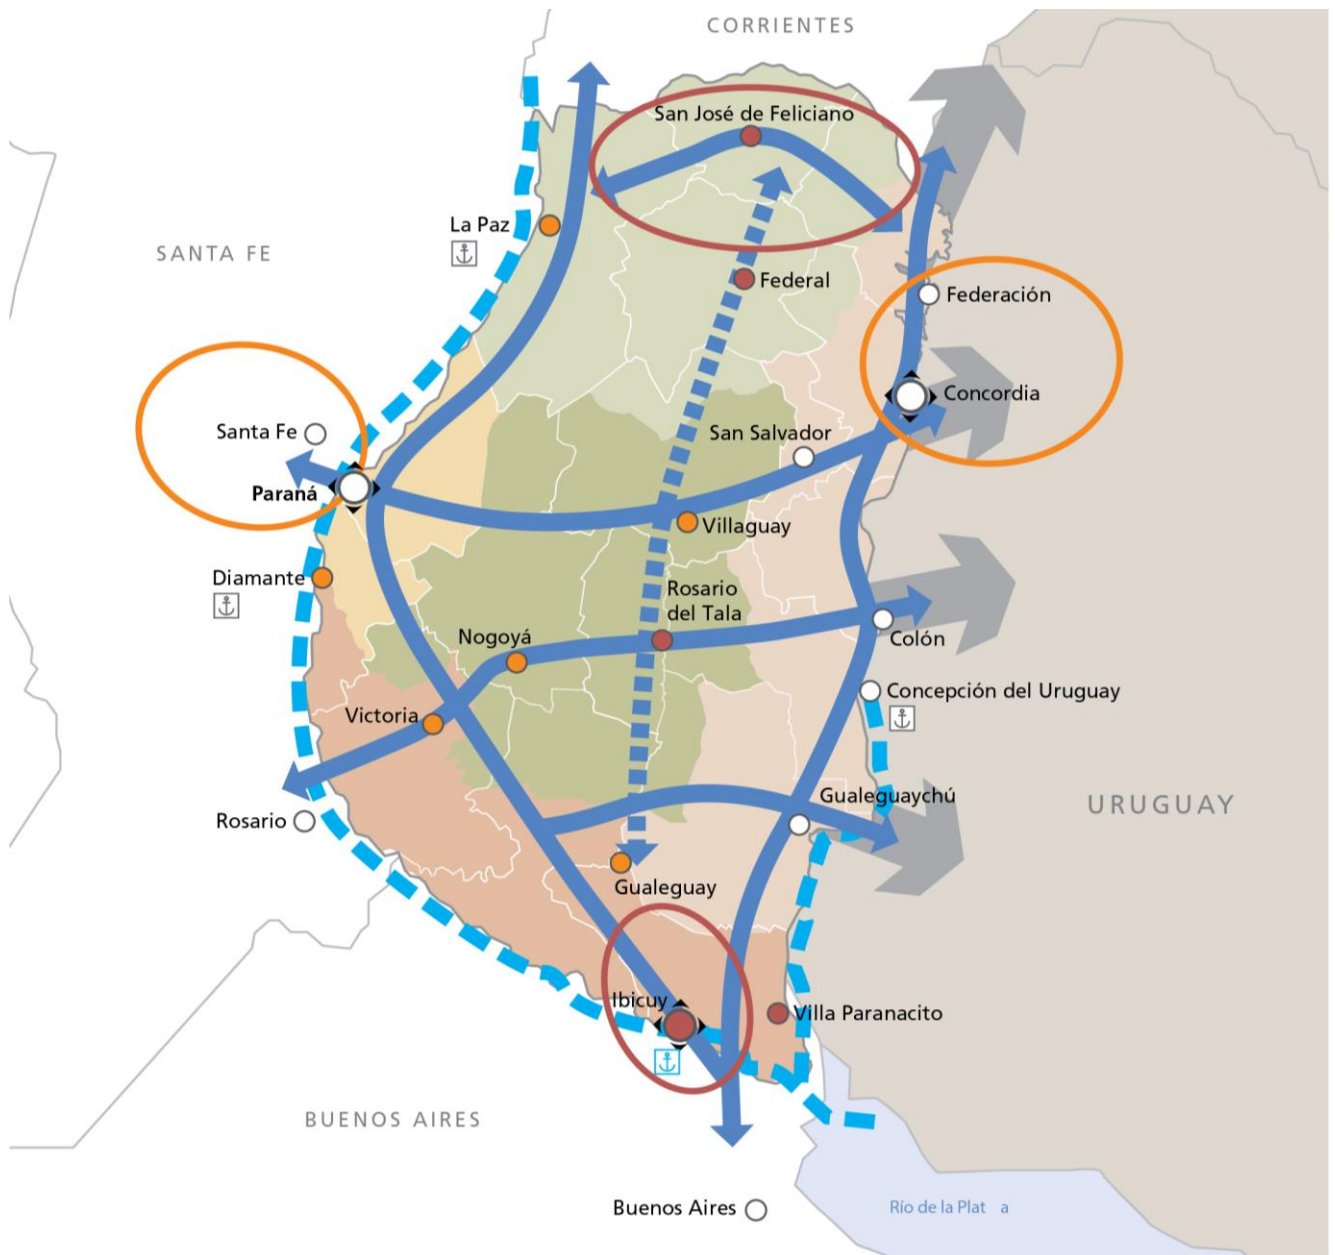 CORRIENTES
San José de Feliciano
La Paz
SANTA FE
Federal
Federación
Concordia
Santa Fe
San Salvador
Paraná
Villaguay
Diamante
Rosario
del Tala
Nogoyá
Colón
Concepción del Uruguay
Victoria
Gualeguaychú
URUGUAY
Rosario
Gualeguay
Ibicuy
Villa Paranacito
BUENOS AIRES
Buenos Aires
Río de la Plat a